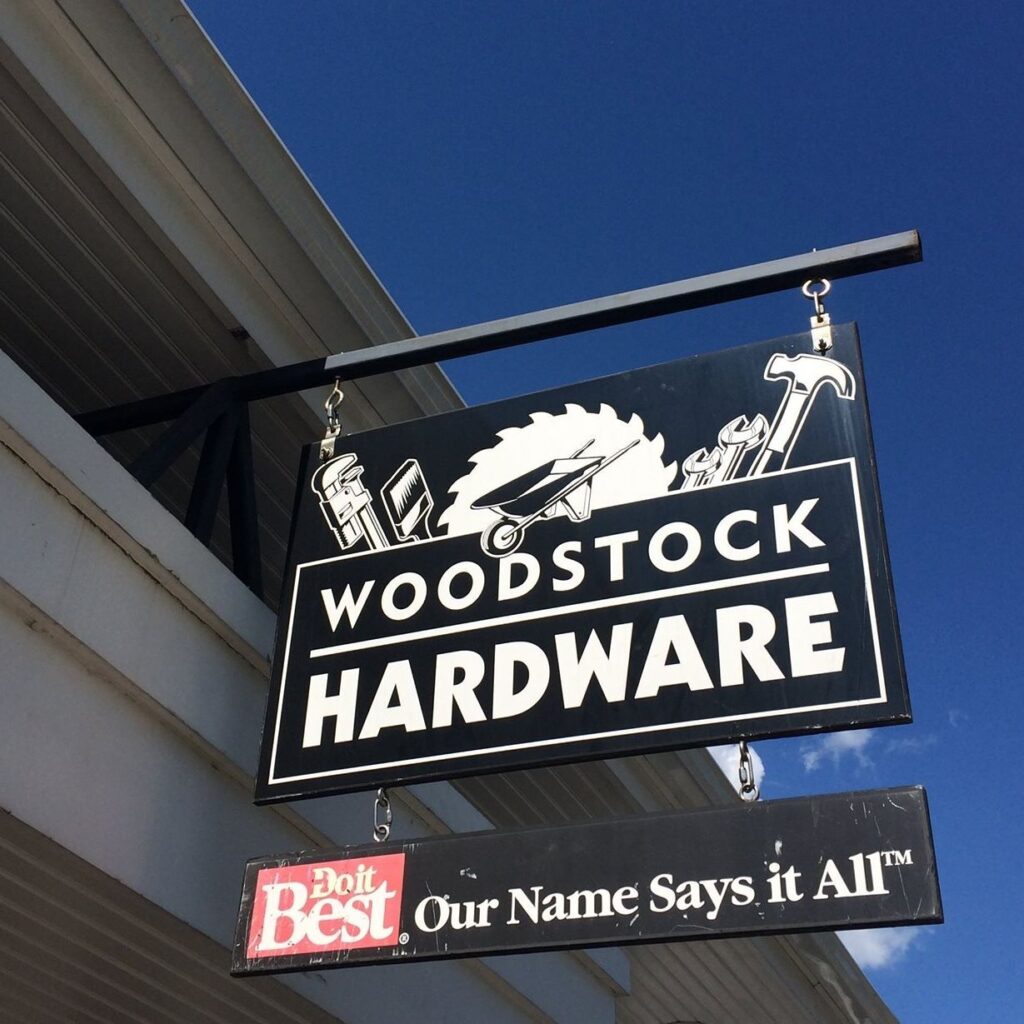 WOODSTOCK
HARDWARE
Do it
Best®
Our Name Says it All™